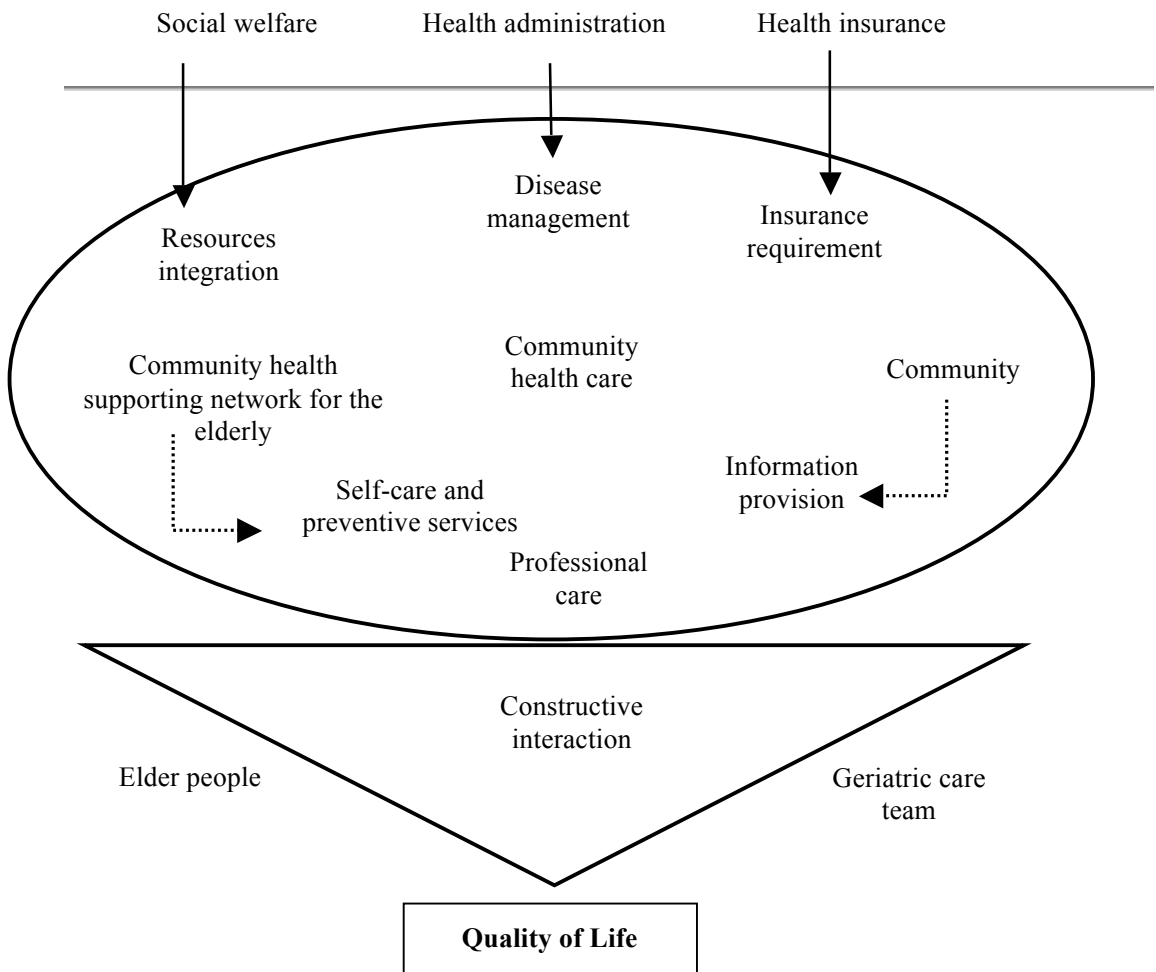 Social welfare
Health administration
Health insurance
Disease
management
Resources
integration
Insurance
requirement
Community health
supporting network for the
elderly
Community
health care
Community
Self-care and
preventive services
Information
provision
Professional
care
Constructive
interaction
Elder people
Geriatric care
team
Quality of Life